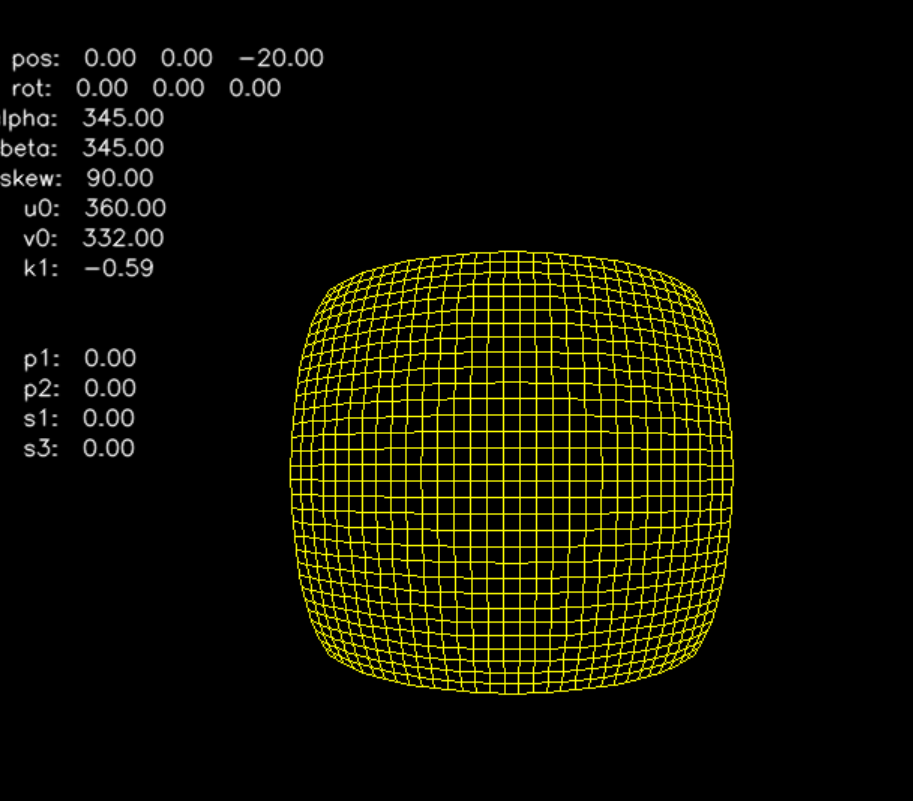 pos: 0.00 0.00 −20.00
rot: 0.00 0.00 0.00
lpha: 345.00
beta: 345.00
skew: 90.00
u0: 360.00
v0: 332.00
k1: −0.59
p1: 0.00
p2: 0.00
s1: 0.00
s3: 0.00